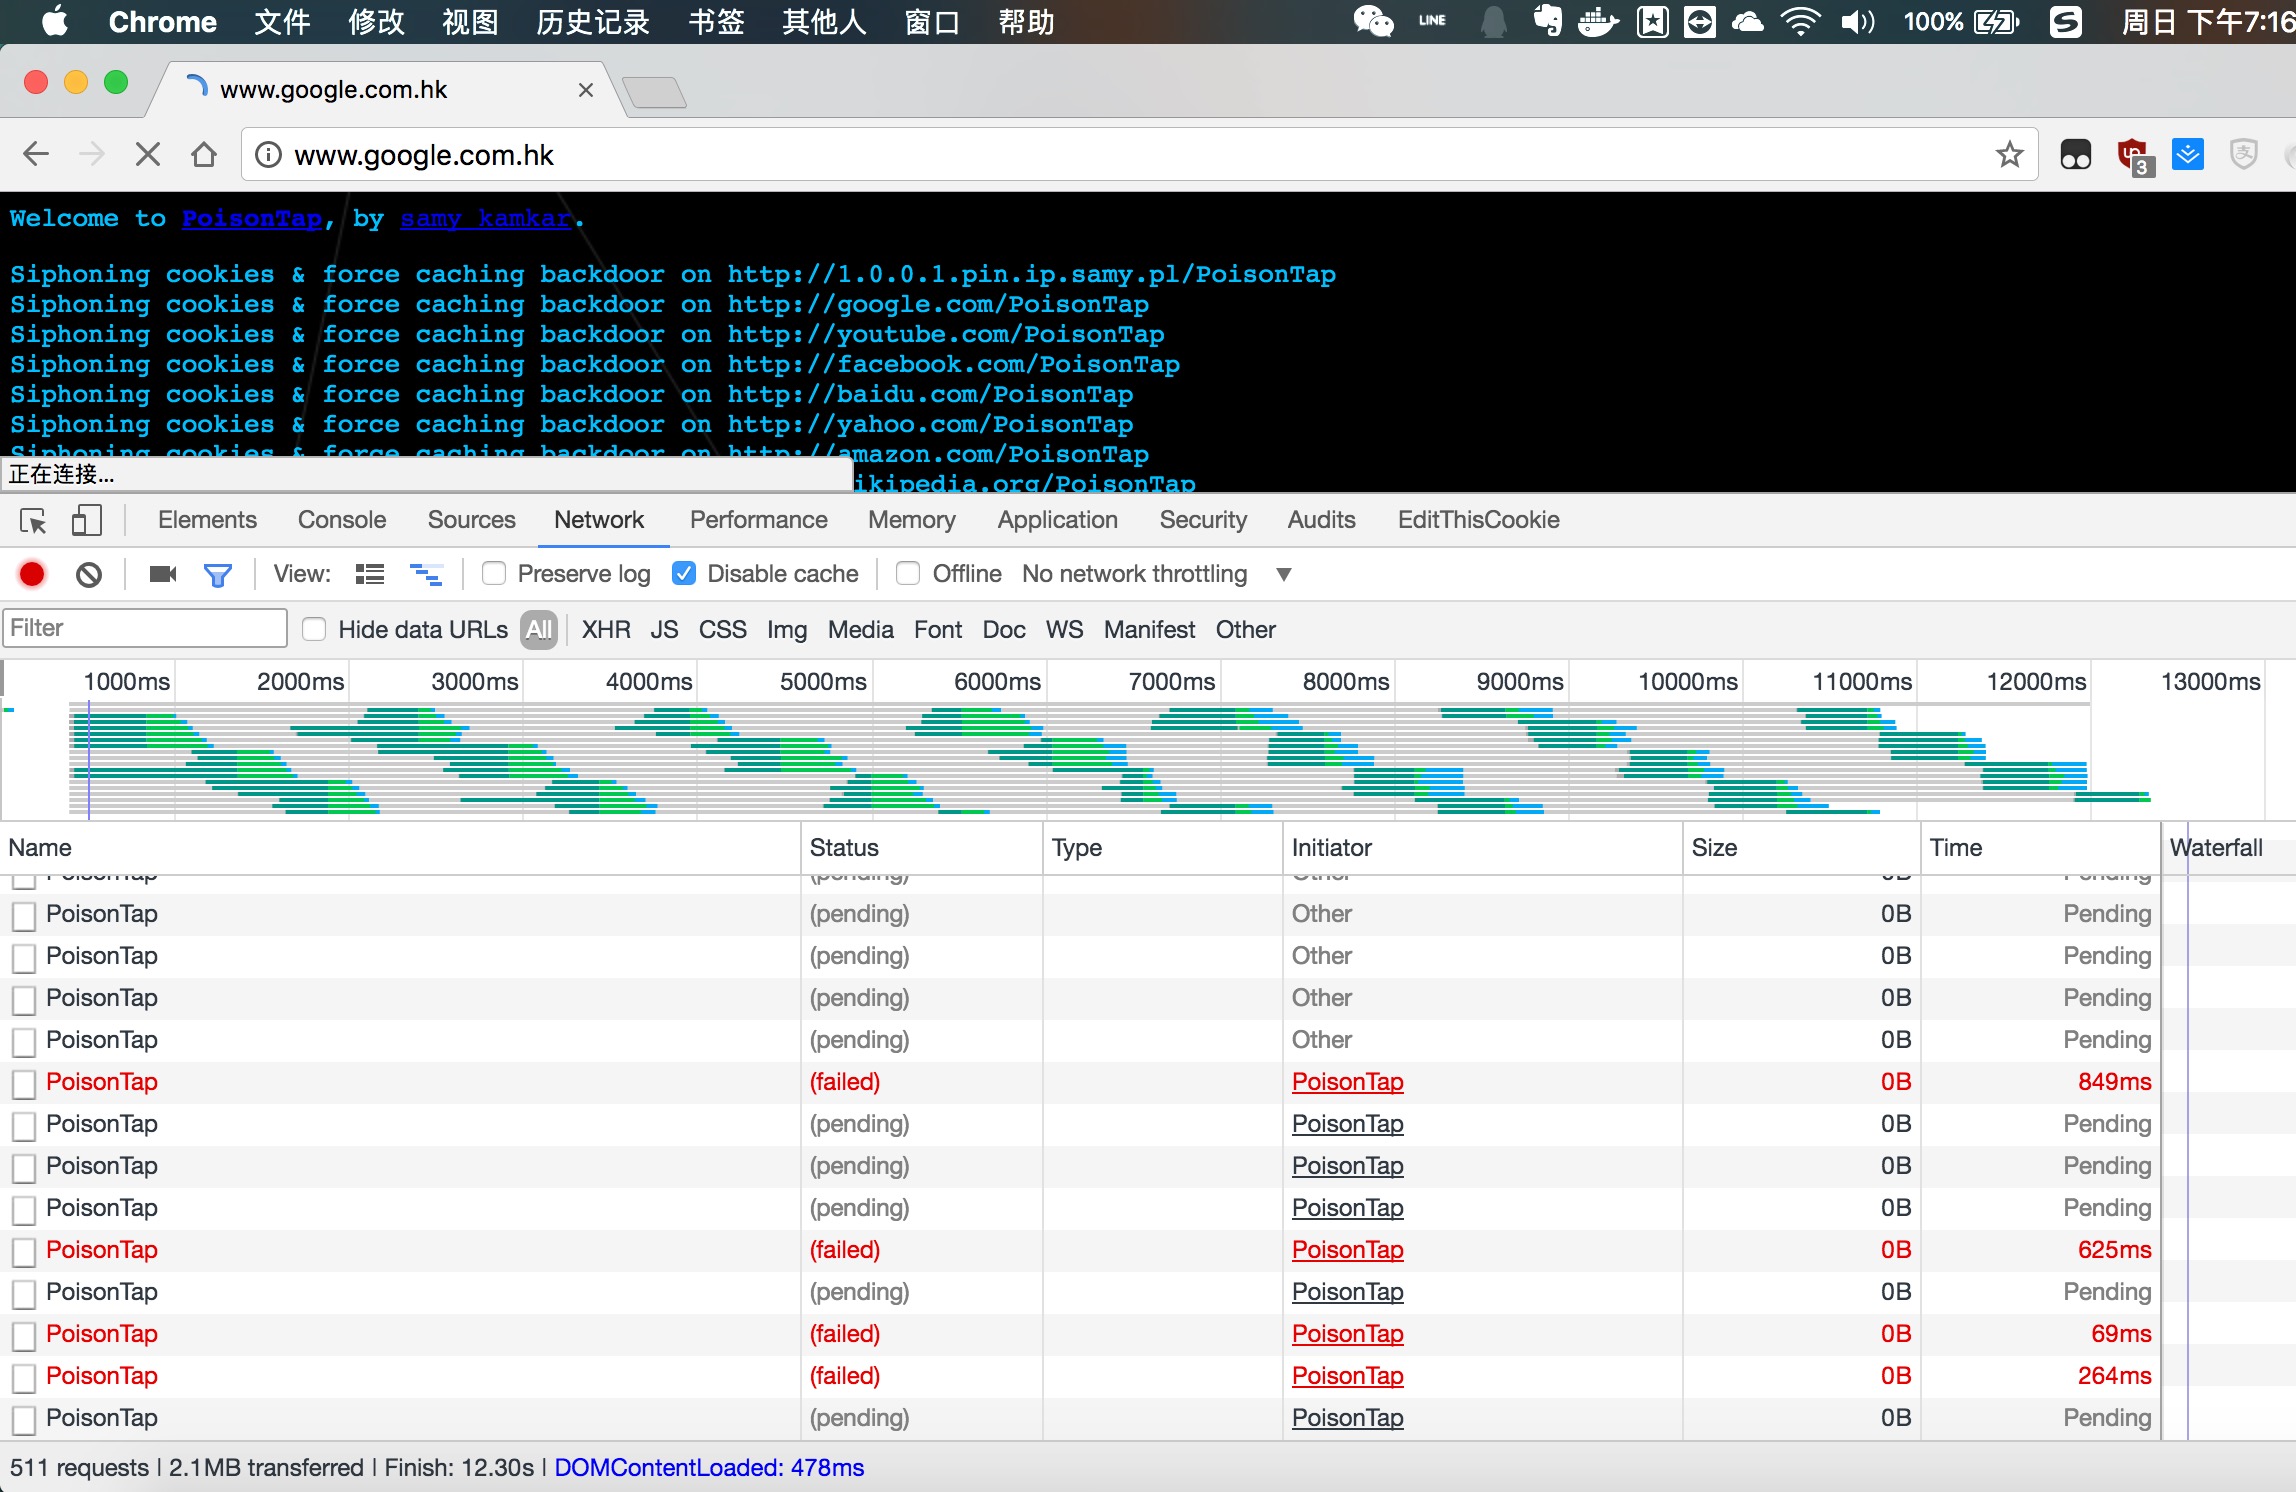 Chrome 文件 修改 视图 历史记录 书签 其他人 窗口 帮助 LINE 100% 周日 下午7:16
www.google.com.hk
www.google.com.hk
3
Welcome to PoisonTap, by samy kamkar.
Siphoning cookies & force caching backdoor on http://1.0.0.1.pin.ip.samy.pl/PoisonTap
Siphoning cookies & force caching backdoor on http://google.com/PoisonTap
Siphoning cookies & force caching backdoor on http://youtube.com/PoisonTap
Siphoning cookies & force caching backdoor on http://facebook.com/PoisonTap
Siphoning cookies & force caching backdoor on http://baidu.com/PoisonTap
Siphoning cookies & force caching backdoor on http://yahoo.com/PoisonTap
Siphoning cookies & force caching backdoor on http://amazon.com/PoisonTap
正在连接...
ikipedia.org/PoisonTap
Elements Console Sources Network Performance Memory Application Security Audits EditThisCookie
View: Preserve log Disable cache Offline No network throttling
Filter Hide data URLs All XHR JS CSS Img Media Font Doc WS Manifest Other
1000ms 2000ms 3000ms 4000ms 5000ms 6000ms 7000ms 8000ms 9000ms 10000ms 11000ms 12000ms 13000ms
Name Status Type Initiator Size Time Waterfall
PoisonTap (pending) Other 0B Pending
PoisonTap (pending) Other 0B Pending
PoisonTap (pending) Other 0B Pending
PoisonTap (pending) Other 0B Pending
PoisonTap (pending) Other 0B Pending
PoisonTap (failed) PoisonTap 0B 849ms
PoisonTap (pending) PoisonTap 0B Pending
PoisonTap (pending) PoisonTap 0B Pending
PoisonTap (pending) PoisonTap 0B Pending
PoisonTap (failed) PoisonTap 0B 625ms
PoisonTap (pending) PoisonTap 0B Pending
PoisonTap (failed) PoisonTap 0B 69ms
PoisonTap (failed) PoisonTap 0B 264ms
PoisonTap (pending) PoisonTap 0B Pending
511 requests | 2.1MB transferred | Finish: 12.30s | DOMContentLoaded: 478ms